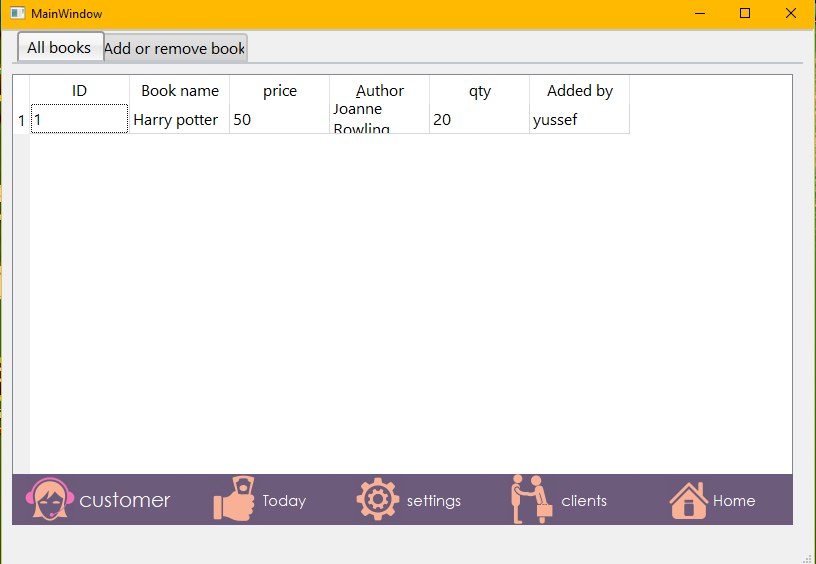 MainWindow
All books
Add or remove book
ID Book name price Author qty Added by
1 1 Harry potter 50 Joanne Rowling 20 yussef
customer Today settings clients Home